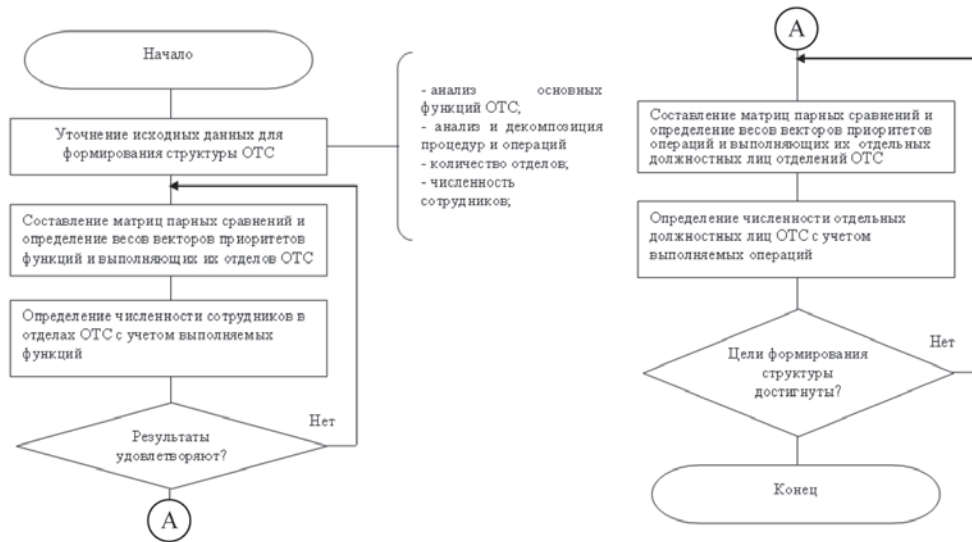 Начало
Уточнение исходных данных для
формирования структуры ОТС
- анализ основных
функций ОТС;
- анализ и декомпозиция
процедур и операций
- количество отделов;
- численность
сотрудников;
Составление матриц парных сравнений и
определение весов векторов приоритетов
функций и выполняющих их отделов ОТС
Определение численности сотрудников в
отделах ОТС с учетом выполняемых
функций
Результаты
удовлетворяют?
Нет
А
А
Составление матриц парных сравнений и
определение весов векторов приоритетов
операций и выполняющих их отдельных
должностных лиц отделений ОТС
Определение численности отдельных
должностных лиц ОТС с учетом
выполняемых операций
Цели формирования
структуры
достигнуты?
Нет
Конец